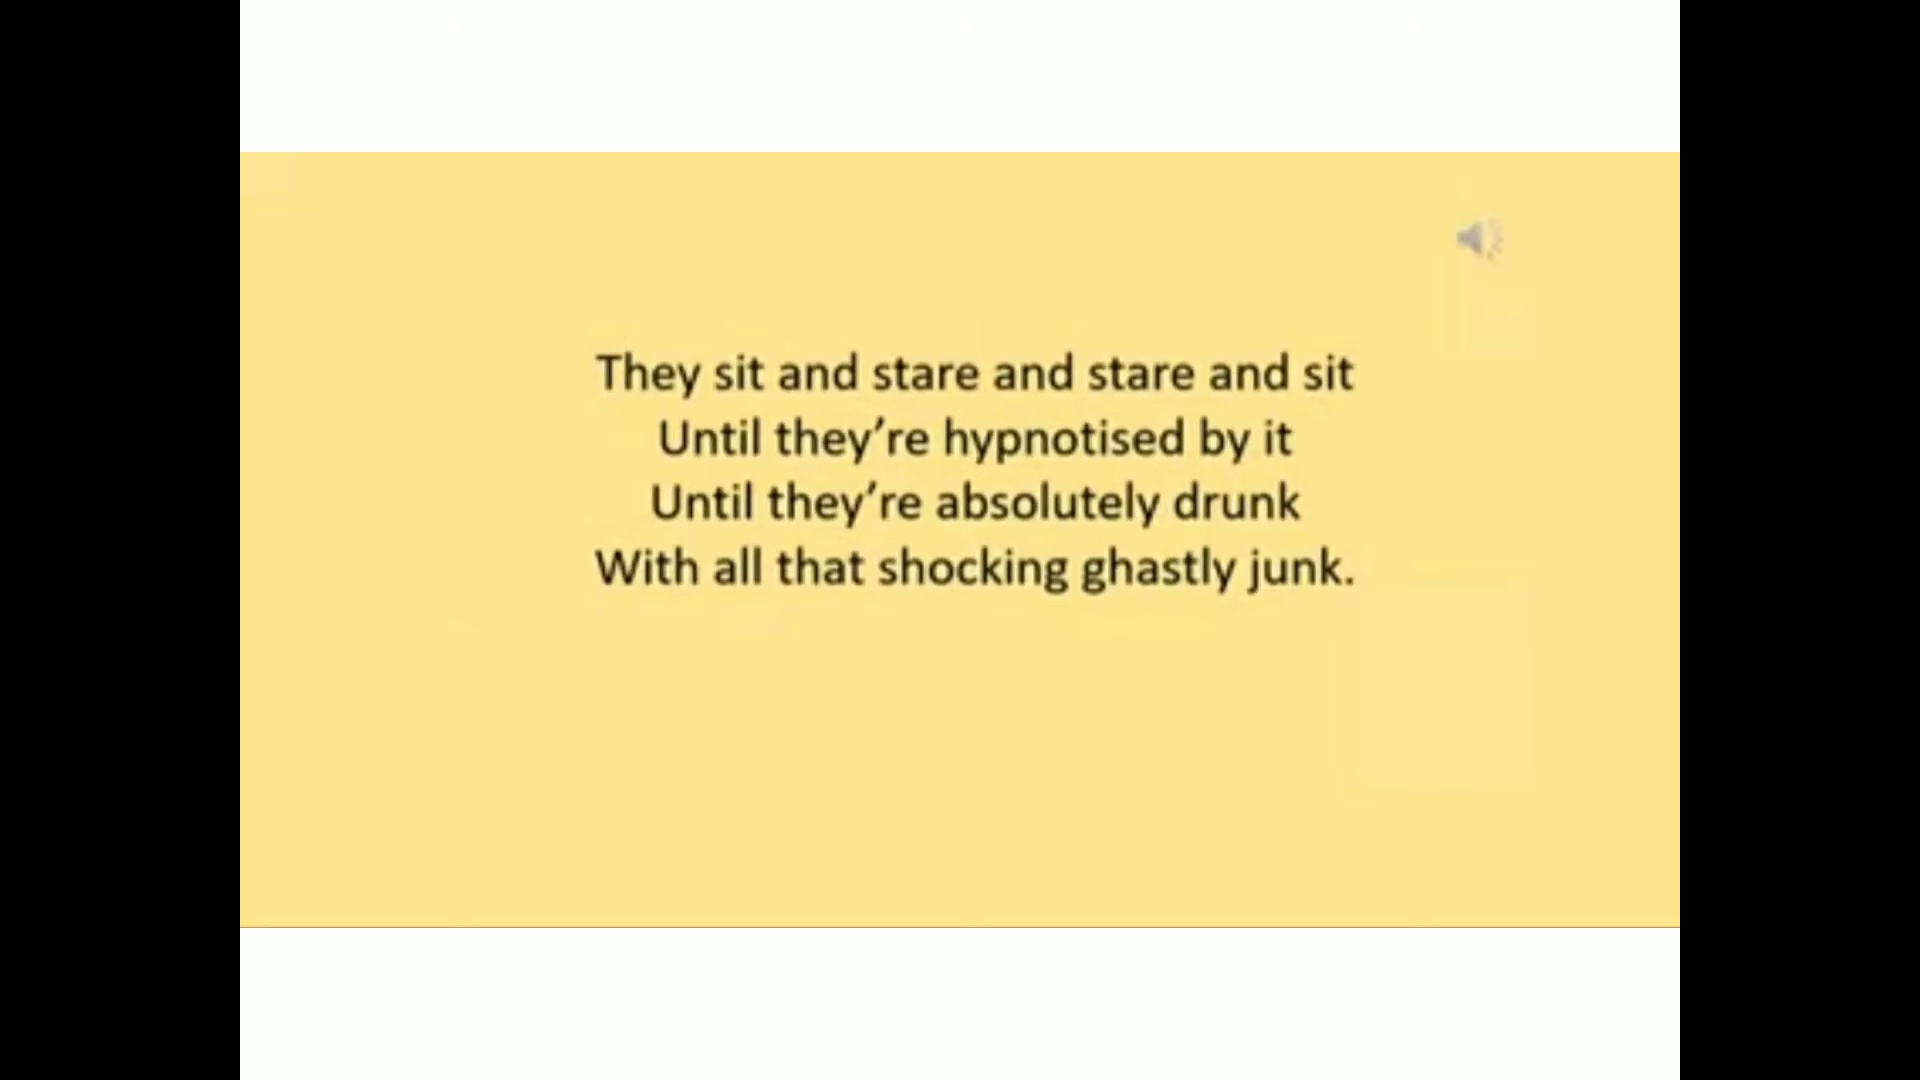 They sit and stare and stare and sit
Until they’re hypnotised by it
Until they’re absolutely drunk
With all that shocking ghastly junk.